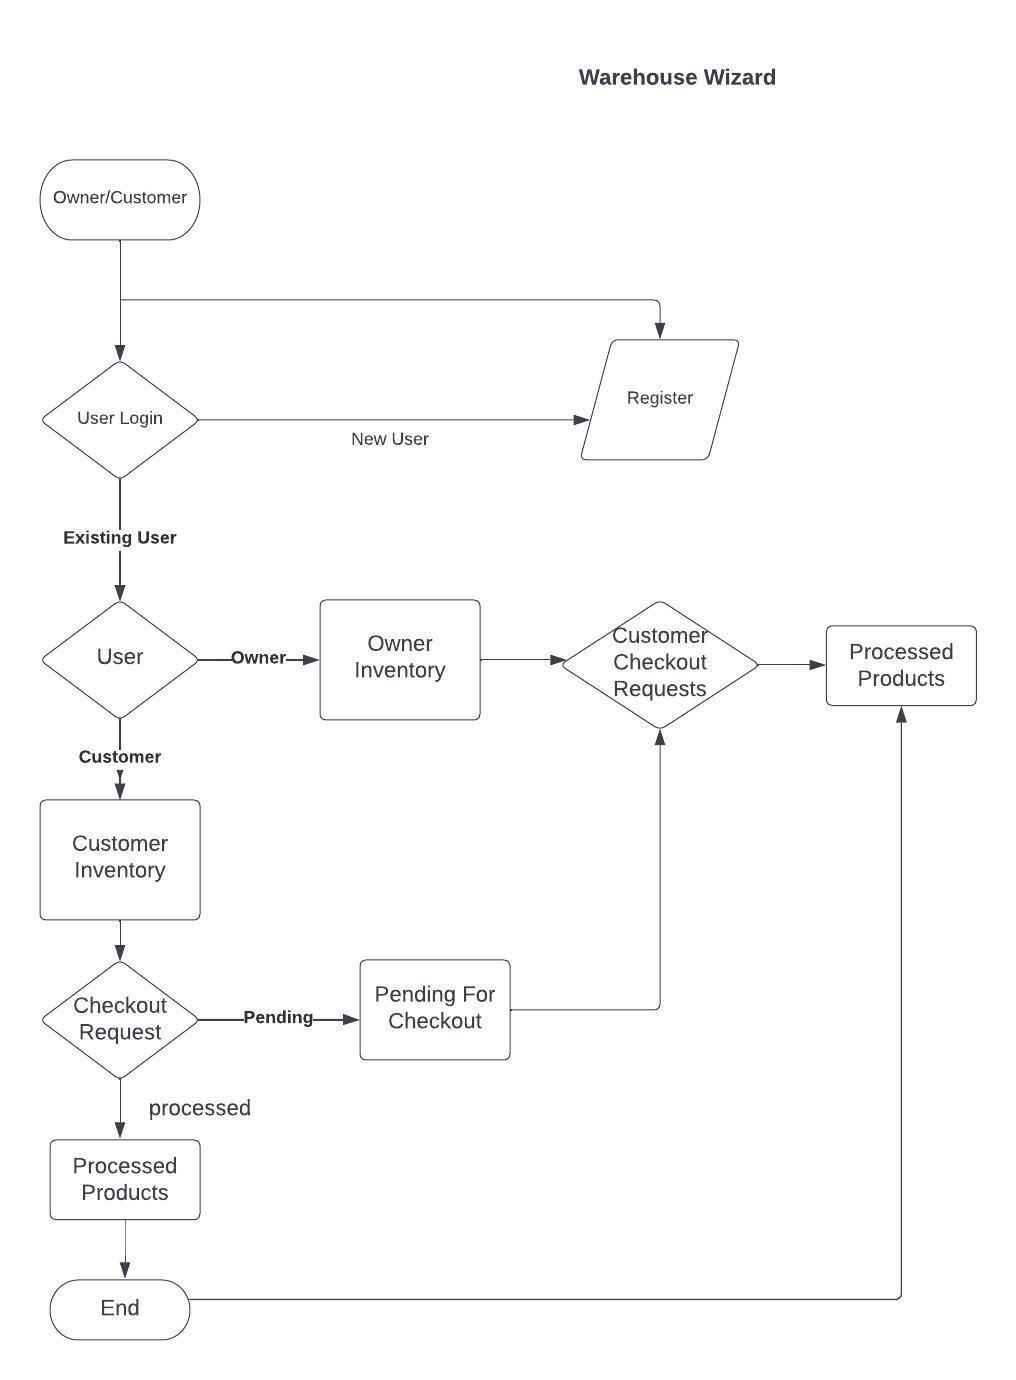 Warehouse Wizard
Owner/Customer
Register
User Login
New User
Existing User
Customer
Checkout
Requests
Owner
Inventory
Processed
Products
User
Owner
Customer
Customer
Inventory
Pending For
Checkout
Checkout
Request
Pending
processed
Processed
Products
End